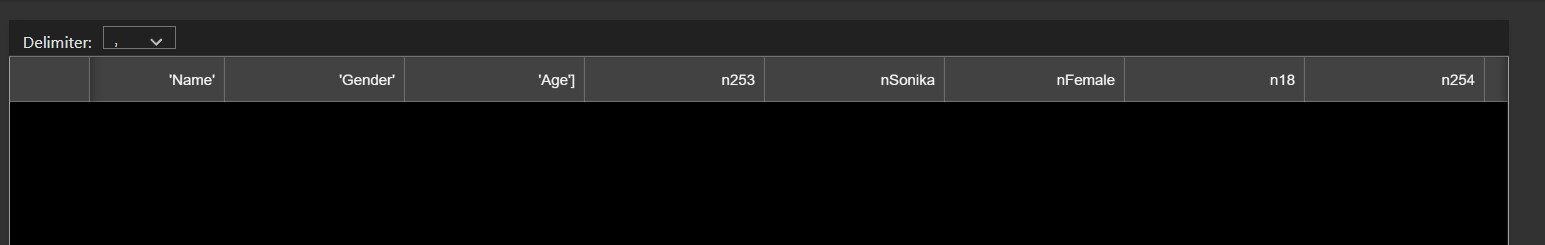 Delimiter: ,
'Name' 'Gender' 'Age'] n253 nSonika nFemale n18 n254